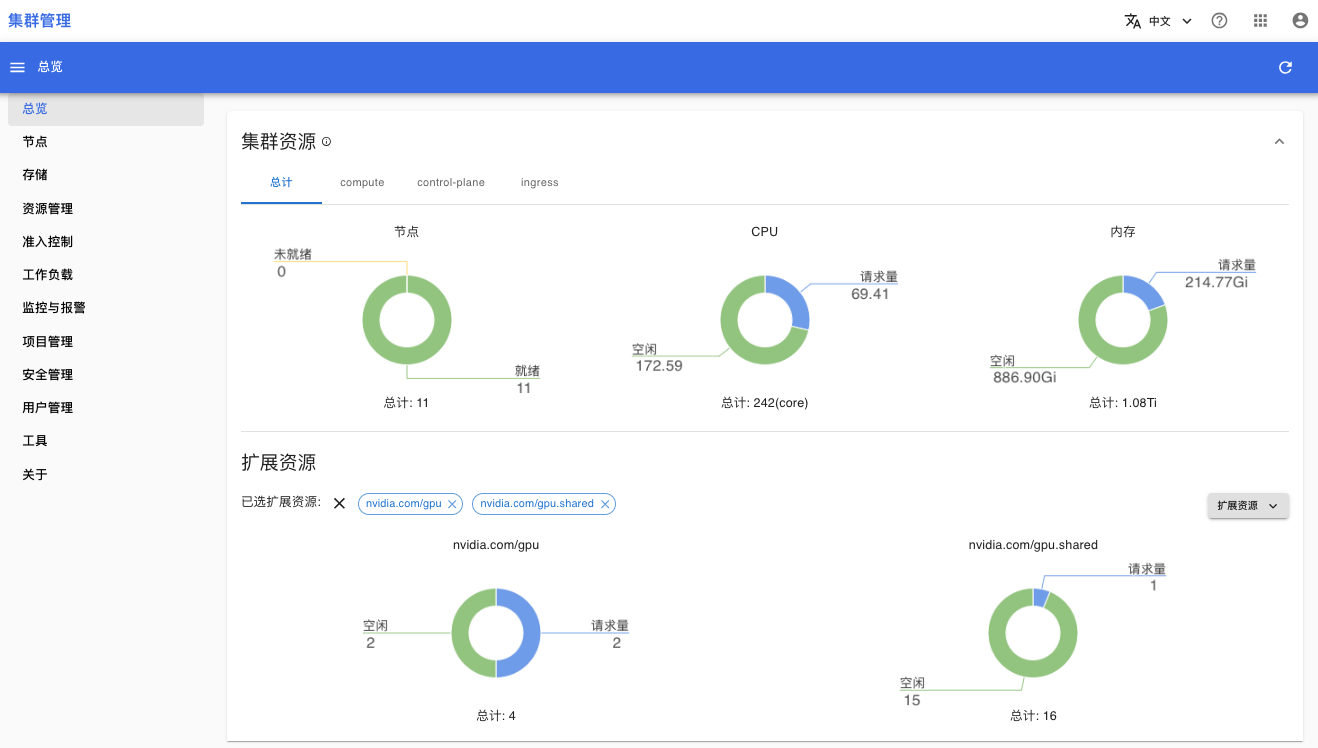 集群管理
中文
总览
总览
节点
存储
资源管理
准入控制
工作负载
监控与报警
项目管理
安全管理
用户管理
工具
关于
集群资源
总计 compute control-plane ingress
节点
未就绪
0
就绪
11
总计: 11
CPU
请求量
69.41
空闲
172.59
总计: 242(core)
内存
请求量
214.77Gi
空闲
886.90Gi
总计: 1.08Ti
扩展资源
已选扩展资源: nvidia.com/gpu nvidia.com/gpu.shared
扩展资源
nvidia.com/gpu
空闲
2
请求量
2
总计: 4
nvidia.com/gpu.shared
请求量
1
空闲
15
总计: 16